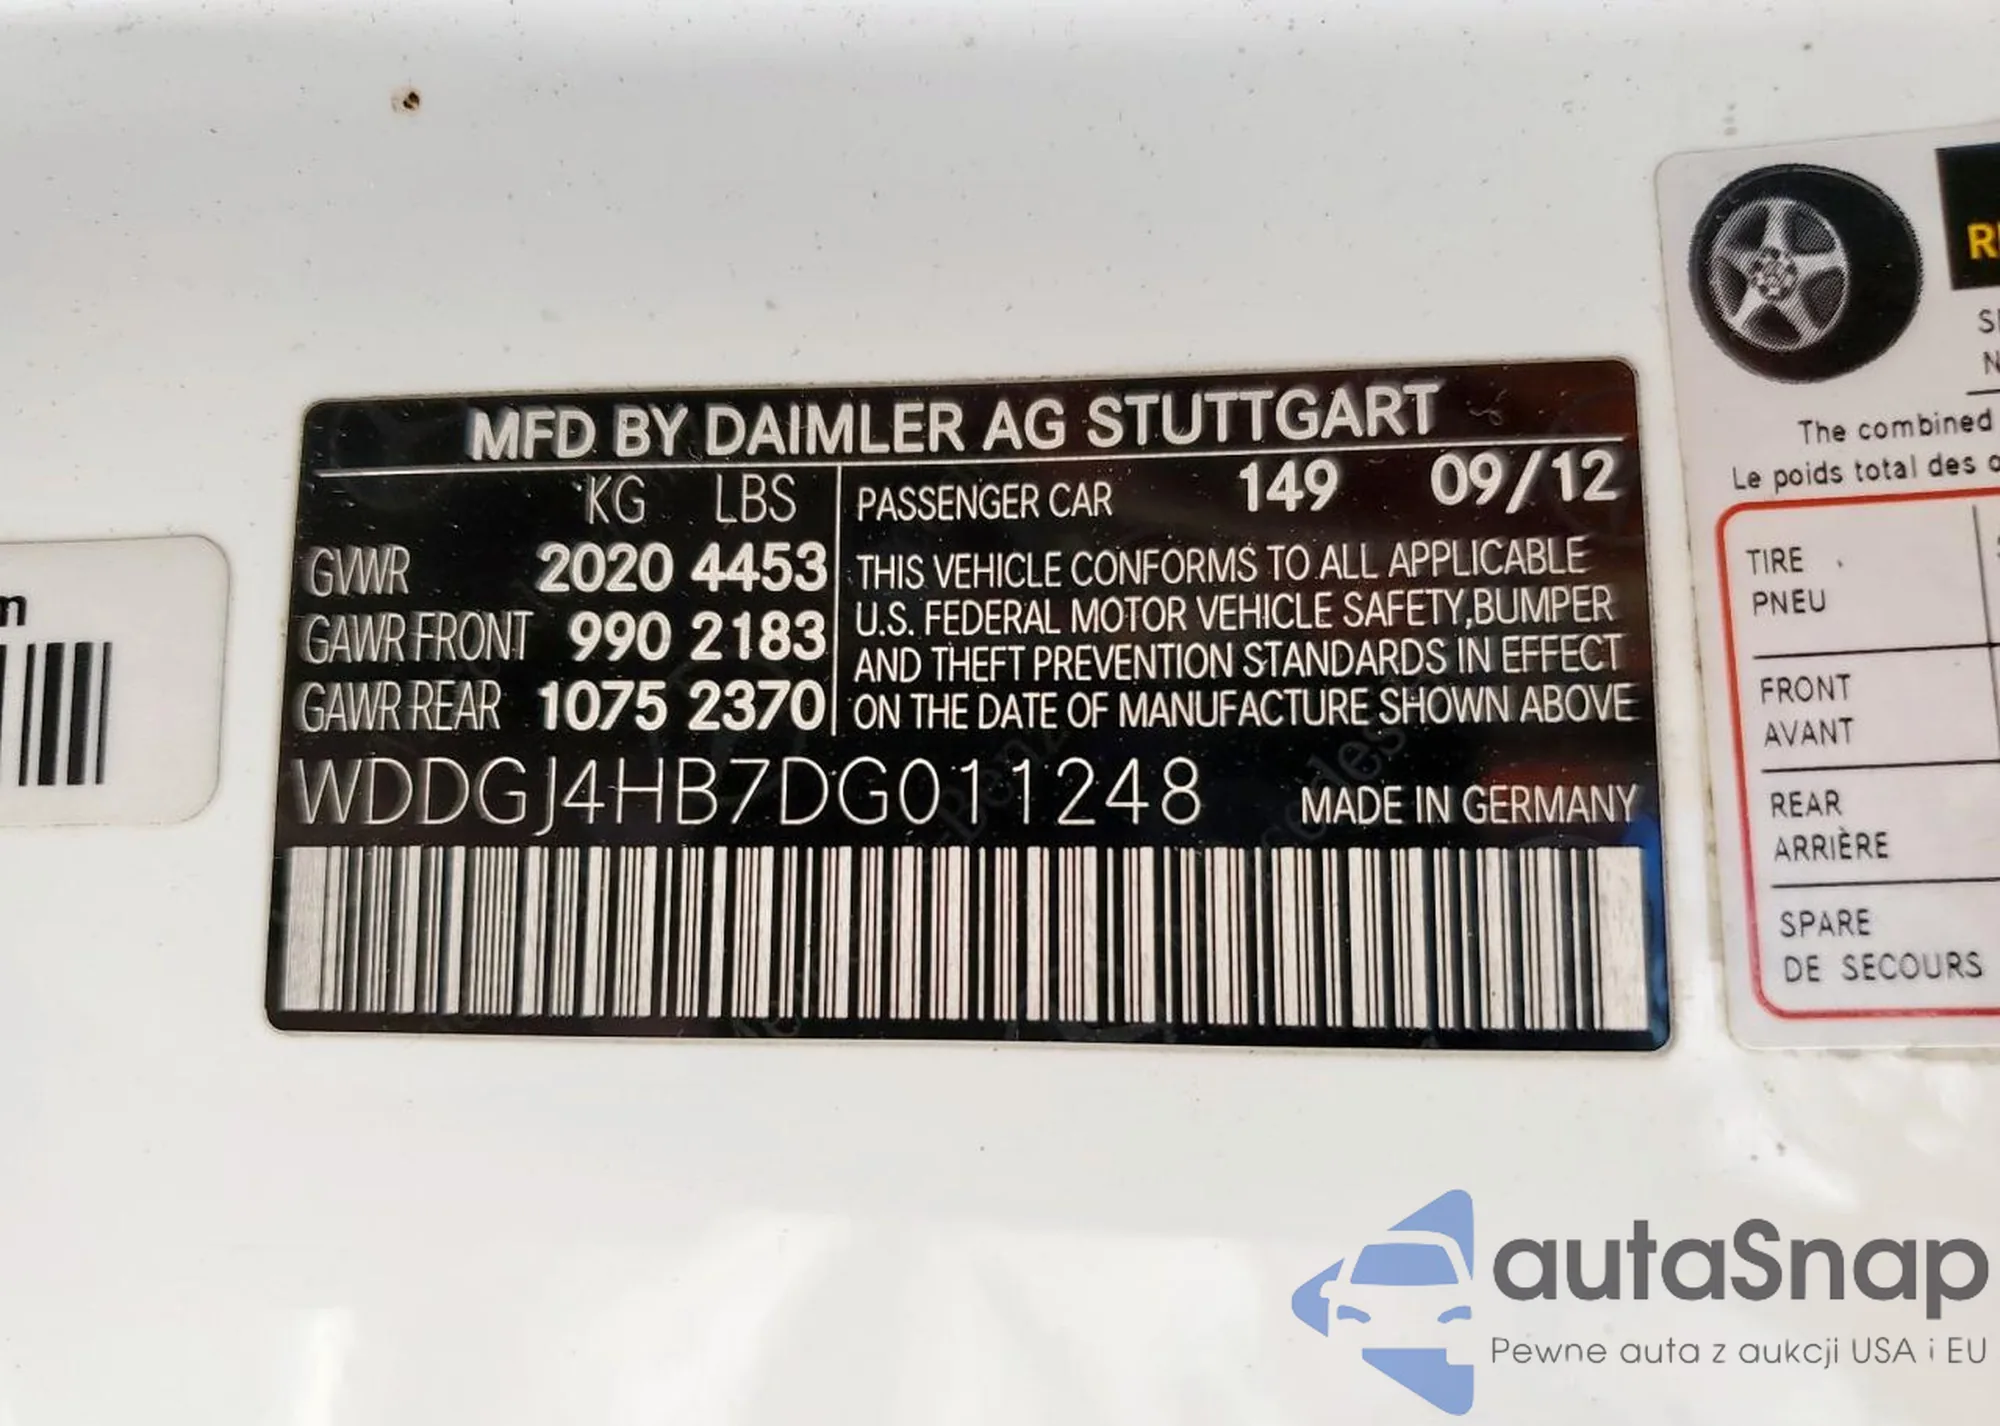 MFD BY DAIMLER AG STUTTGART
KG LBS
GVWR 2020 4453
GAWR FRONT 990 2183
GAWR REAR 1075 2370
PASSENGER CAR 149 09/12
THIS VEHICLE CONFORMS TO ALL APPLICABLE
U.S. FEDERAL MOTOR VEHICLE SAFETY,BUMPER
AND THEFT PREVENTION STANDARDS IN EFFECT
ON THE DATE OF MANUFACTURE SHOWN ABOVE
WDDGJ4HB7DG011248
MADE IN GERMANY
The combined
Le poids total des
TIRE
PNEU
FRONT
AVANT
REAR
ARRIÈRE
SPARE
DE SECOURS
autaSnap
Pewne auta z aukcji USA i EU